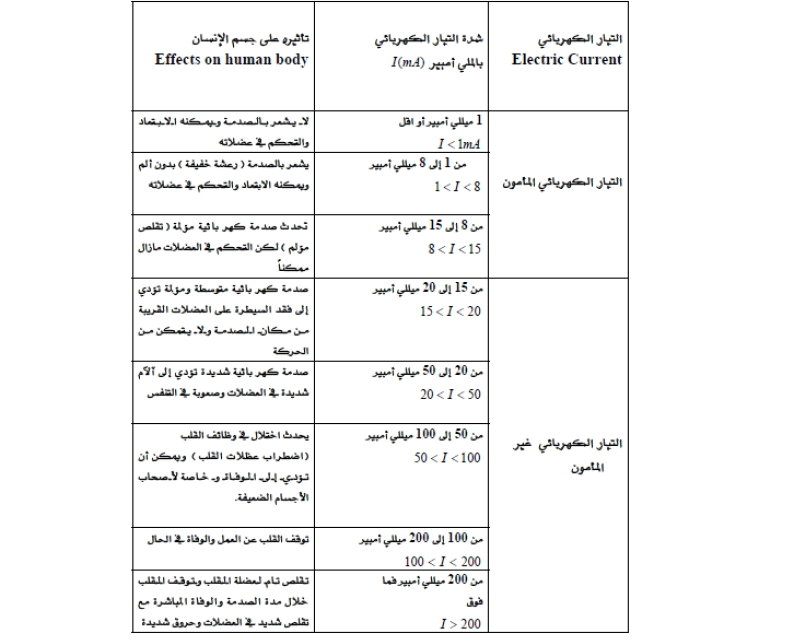 التيار الكهربائي
Electric Current
شدة التيار الكهربائي
بالملي أمبير I(mA)
تأثيره على جسم الإنسان
Effects on human body
التيار الكهربائي المأمون
1 ميللي أمبير أو اقل
I < 1mA
لا يشعر بالصدمة ويمكنه الابتعاد
والتحكم في عضلاته
من 1 إلى 8 ميللي أمبير
1 < I < 8
يشعر بالصدمة ( رعشة خفيفة ) بدون ألم
ويمكنه الابتعاد والتحكم في عضلاته
من 8 إلى 15 ميللي أمبير
8 < I < 15
تحدث صدمة كهر بائية مؤلمة ( تقلص
مؤلم ) لكن التحكم في العضلات مازال
ممكناً
التيار الكهربائي غير
المأمون
من 15 إلى 20 ميللي أمبير
15 < I < 20
صدمة كهر بائية متوسطة ومؤلمة تؤدي
إلى فقد السيطرة على العضلات القريبة
من مكان الصدمة ولا يتمكن من
الحركة
من 20 إلى 50 ميللي أمبير
20 < I < 50
صدمة كهر بائية شديدة تؤدي إلى آلآم
شديدة في العضلات وصعوبة في التنفس
من 50 إلى 100 ميللي أمبير
50 < I < 100
يحدث اختلال في وظائف القلب
( اضطراب عظلات القلب ) ويمكن أن
تؤدي إلى الوفاة و خاصة لأصحاب
الأجسام الضعيفة.
من 100 إلى 200 ميللي أمبير
100 < I < 200
توقف القلب عن العمل والوفاة في الحال
من 200 ميللي أمبير فما
فوق
I > 200
تقلص تام لعضلة القلب وتوقف القلب
خلال مدة الصدمة والوفاة المباشرة مع
تقلص شديد في العضلات وحروق شديدة